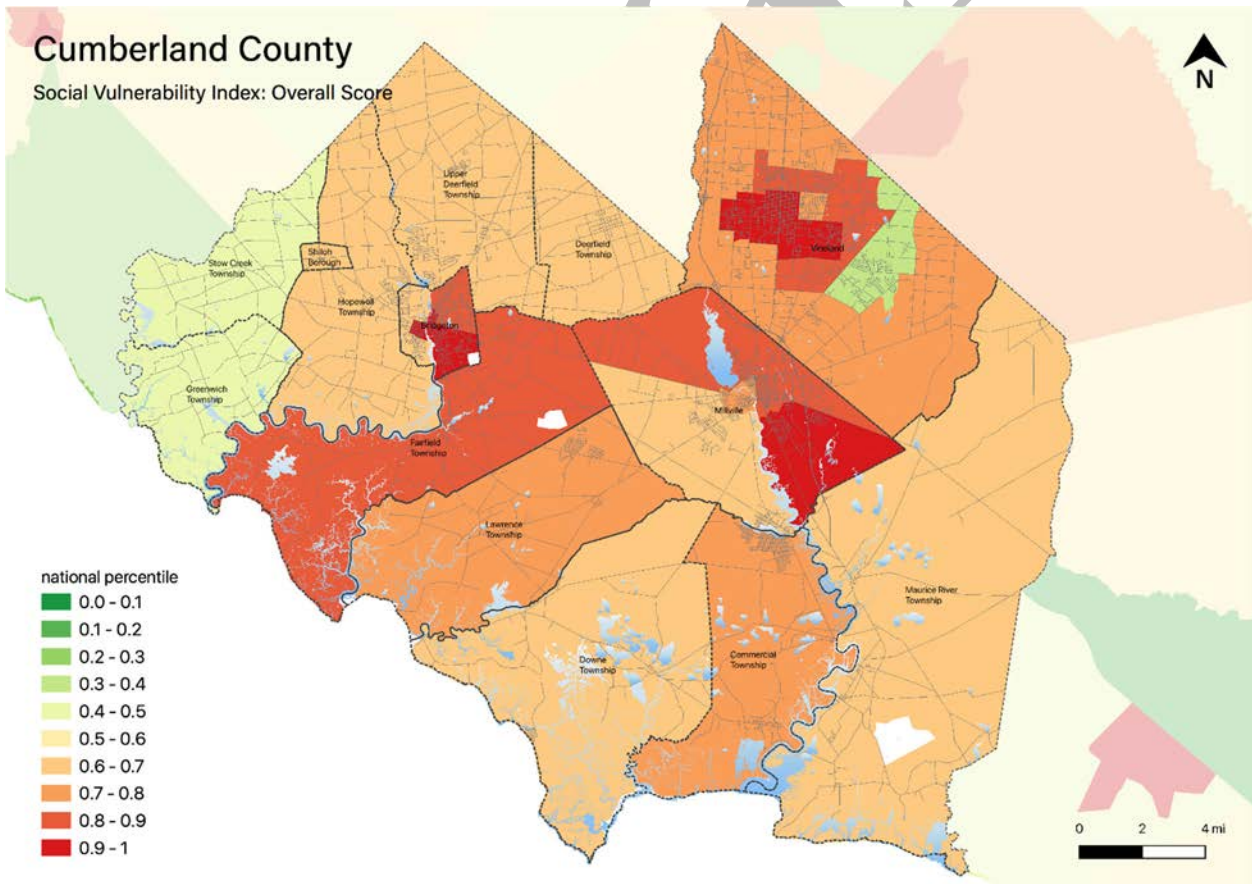 Cumberland County
Social Vulnerability Index: Overall Score
N
Upper
Deerfield
Township
Deerfield
Township
Vineland
Stow Creek
Township
Shiloh
Borough
Hopewell
Township
Bridgeton
Greenwich
Township
Millville
Fairfield
Township
Lawrence
Township
Maurice River
Township
Downe
Township
Commercial
Township
national percentile
0.0 - 0.1
0.1 - 0.2
0.2 - 0.3
0.3 - 0.4
0.4 - 0.5
0.5 - 0.6
0.6 - 0.7
0.7 - 0.8
0.8 - 0.9
0.9 - 1
0 2 4 mi